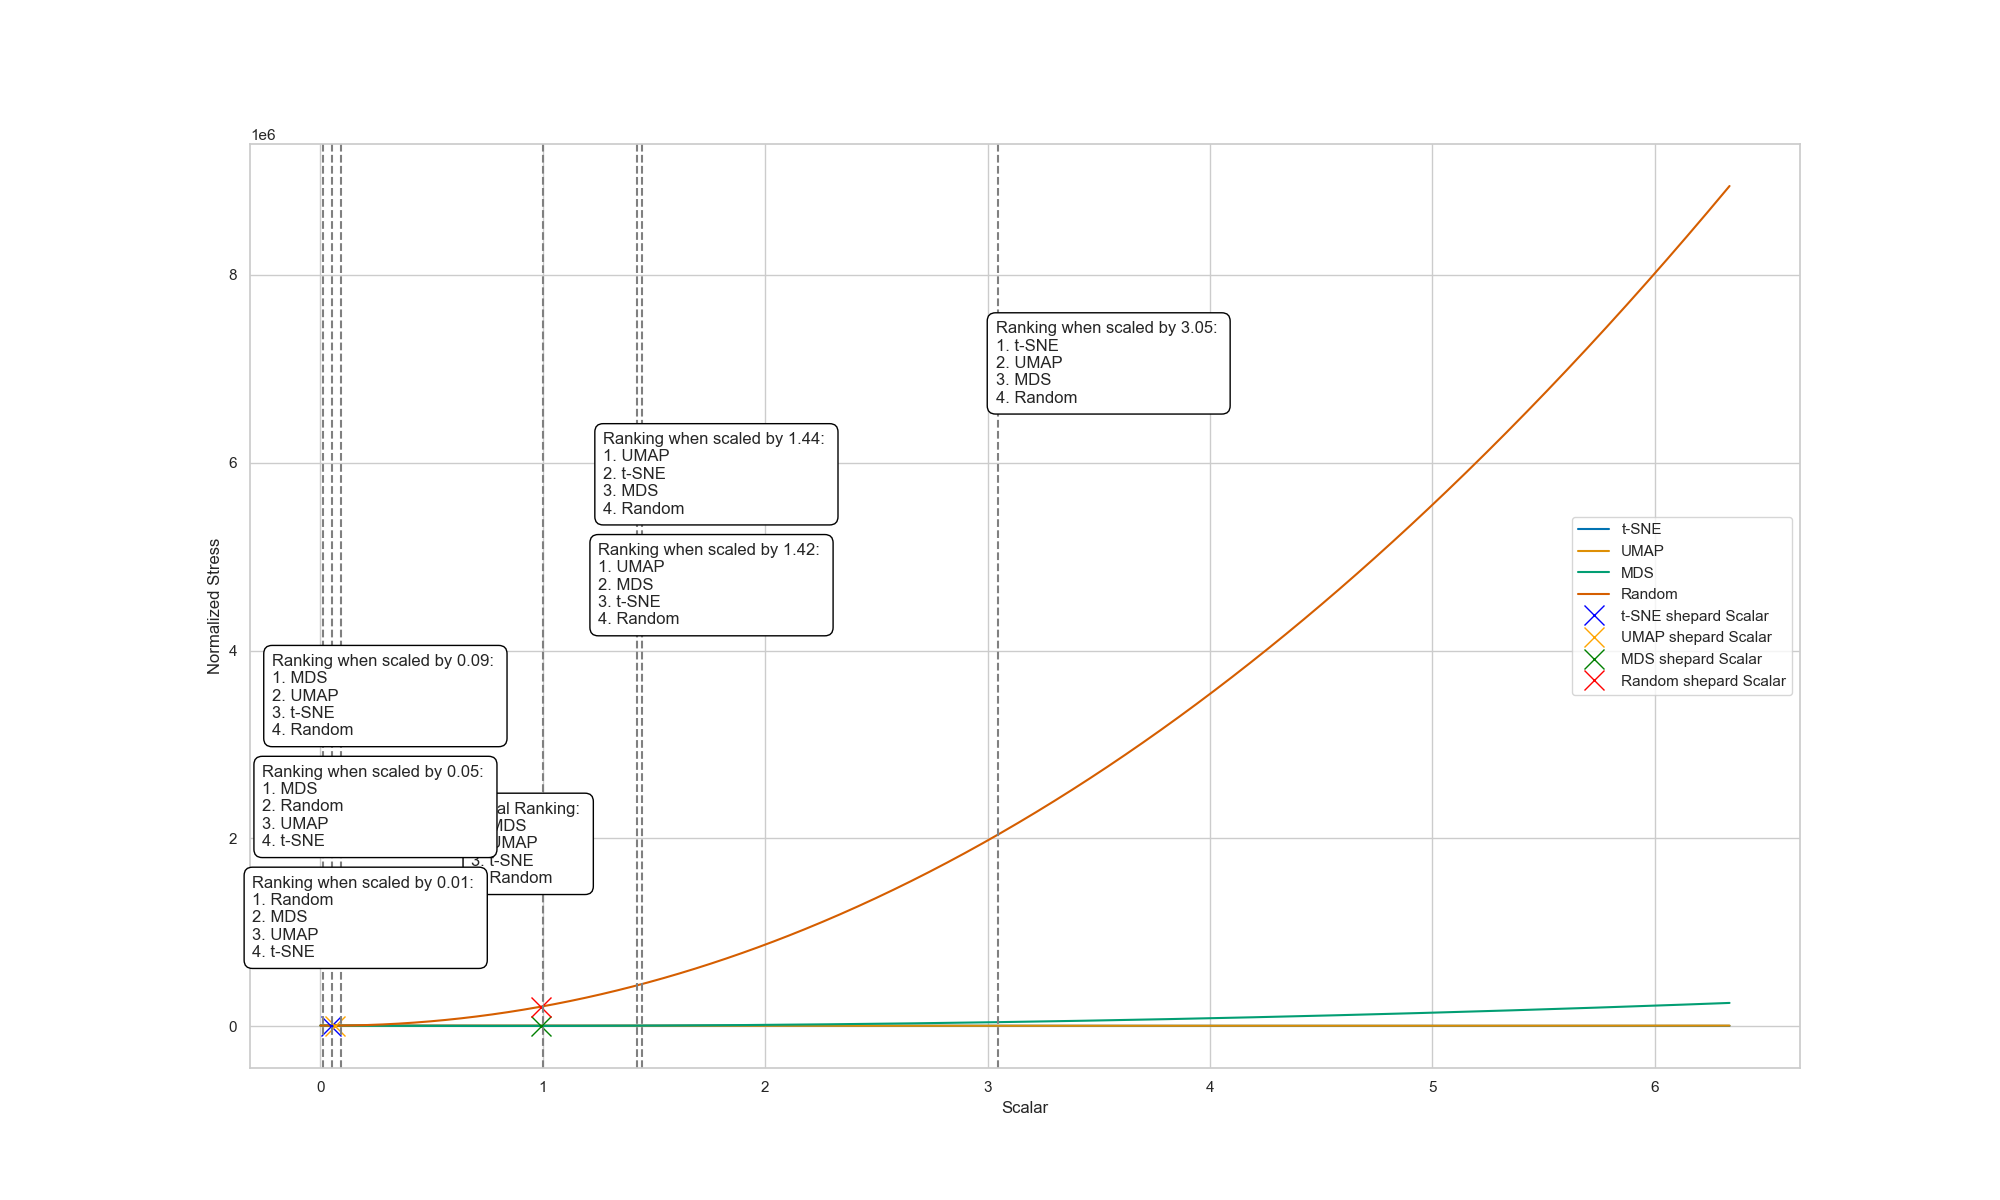 1e6
8
6
4
2
0
Normalized Stress
0
1
2
3
4
5
6
Scalar
Ranking when scaled by 3.05:
1. t-SNE
2. UMAP
3. MDS
4. Random
Ranking when scaled by 1.44:
1. UMAP
2. t-SNE
3. MDS
4. Random
Ranking when scaled by 1.42:
1. UMAP
2. MDS
3. t-SNE
4. Random
Ranking when scaled by 0.09:
1. MDS
2. UMAP
3. t-SNE
4. Random
Ranking when scaled by 0.05:
1. MDS
2. Random
3. UMAP
4. t-SNE
Ranking:
MDS
UMAP
3. t-SNE
Random
Ranking when scaled by 0.01:
1. Random
2. MDS
3. UMAP
4. t-SNE
t-SNE
UMAP
MDS
Random
t-SNE shepard Scalar
UMAP shepard Scalar
MDS shepard Scalar
Random shepard Scalar